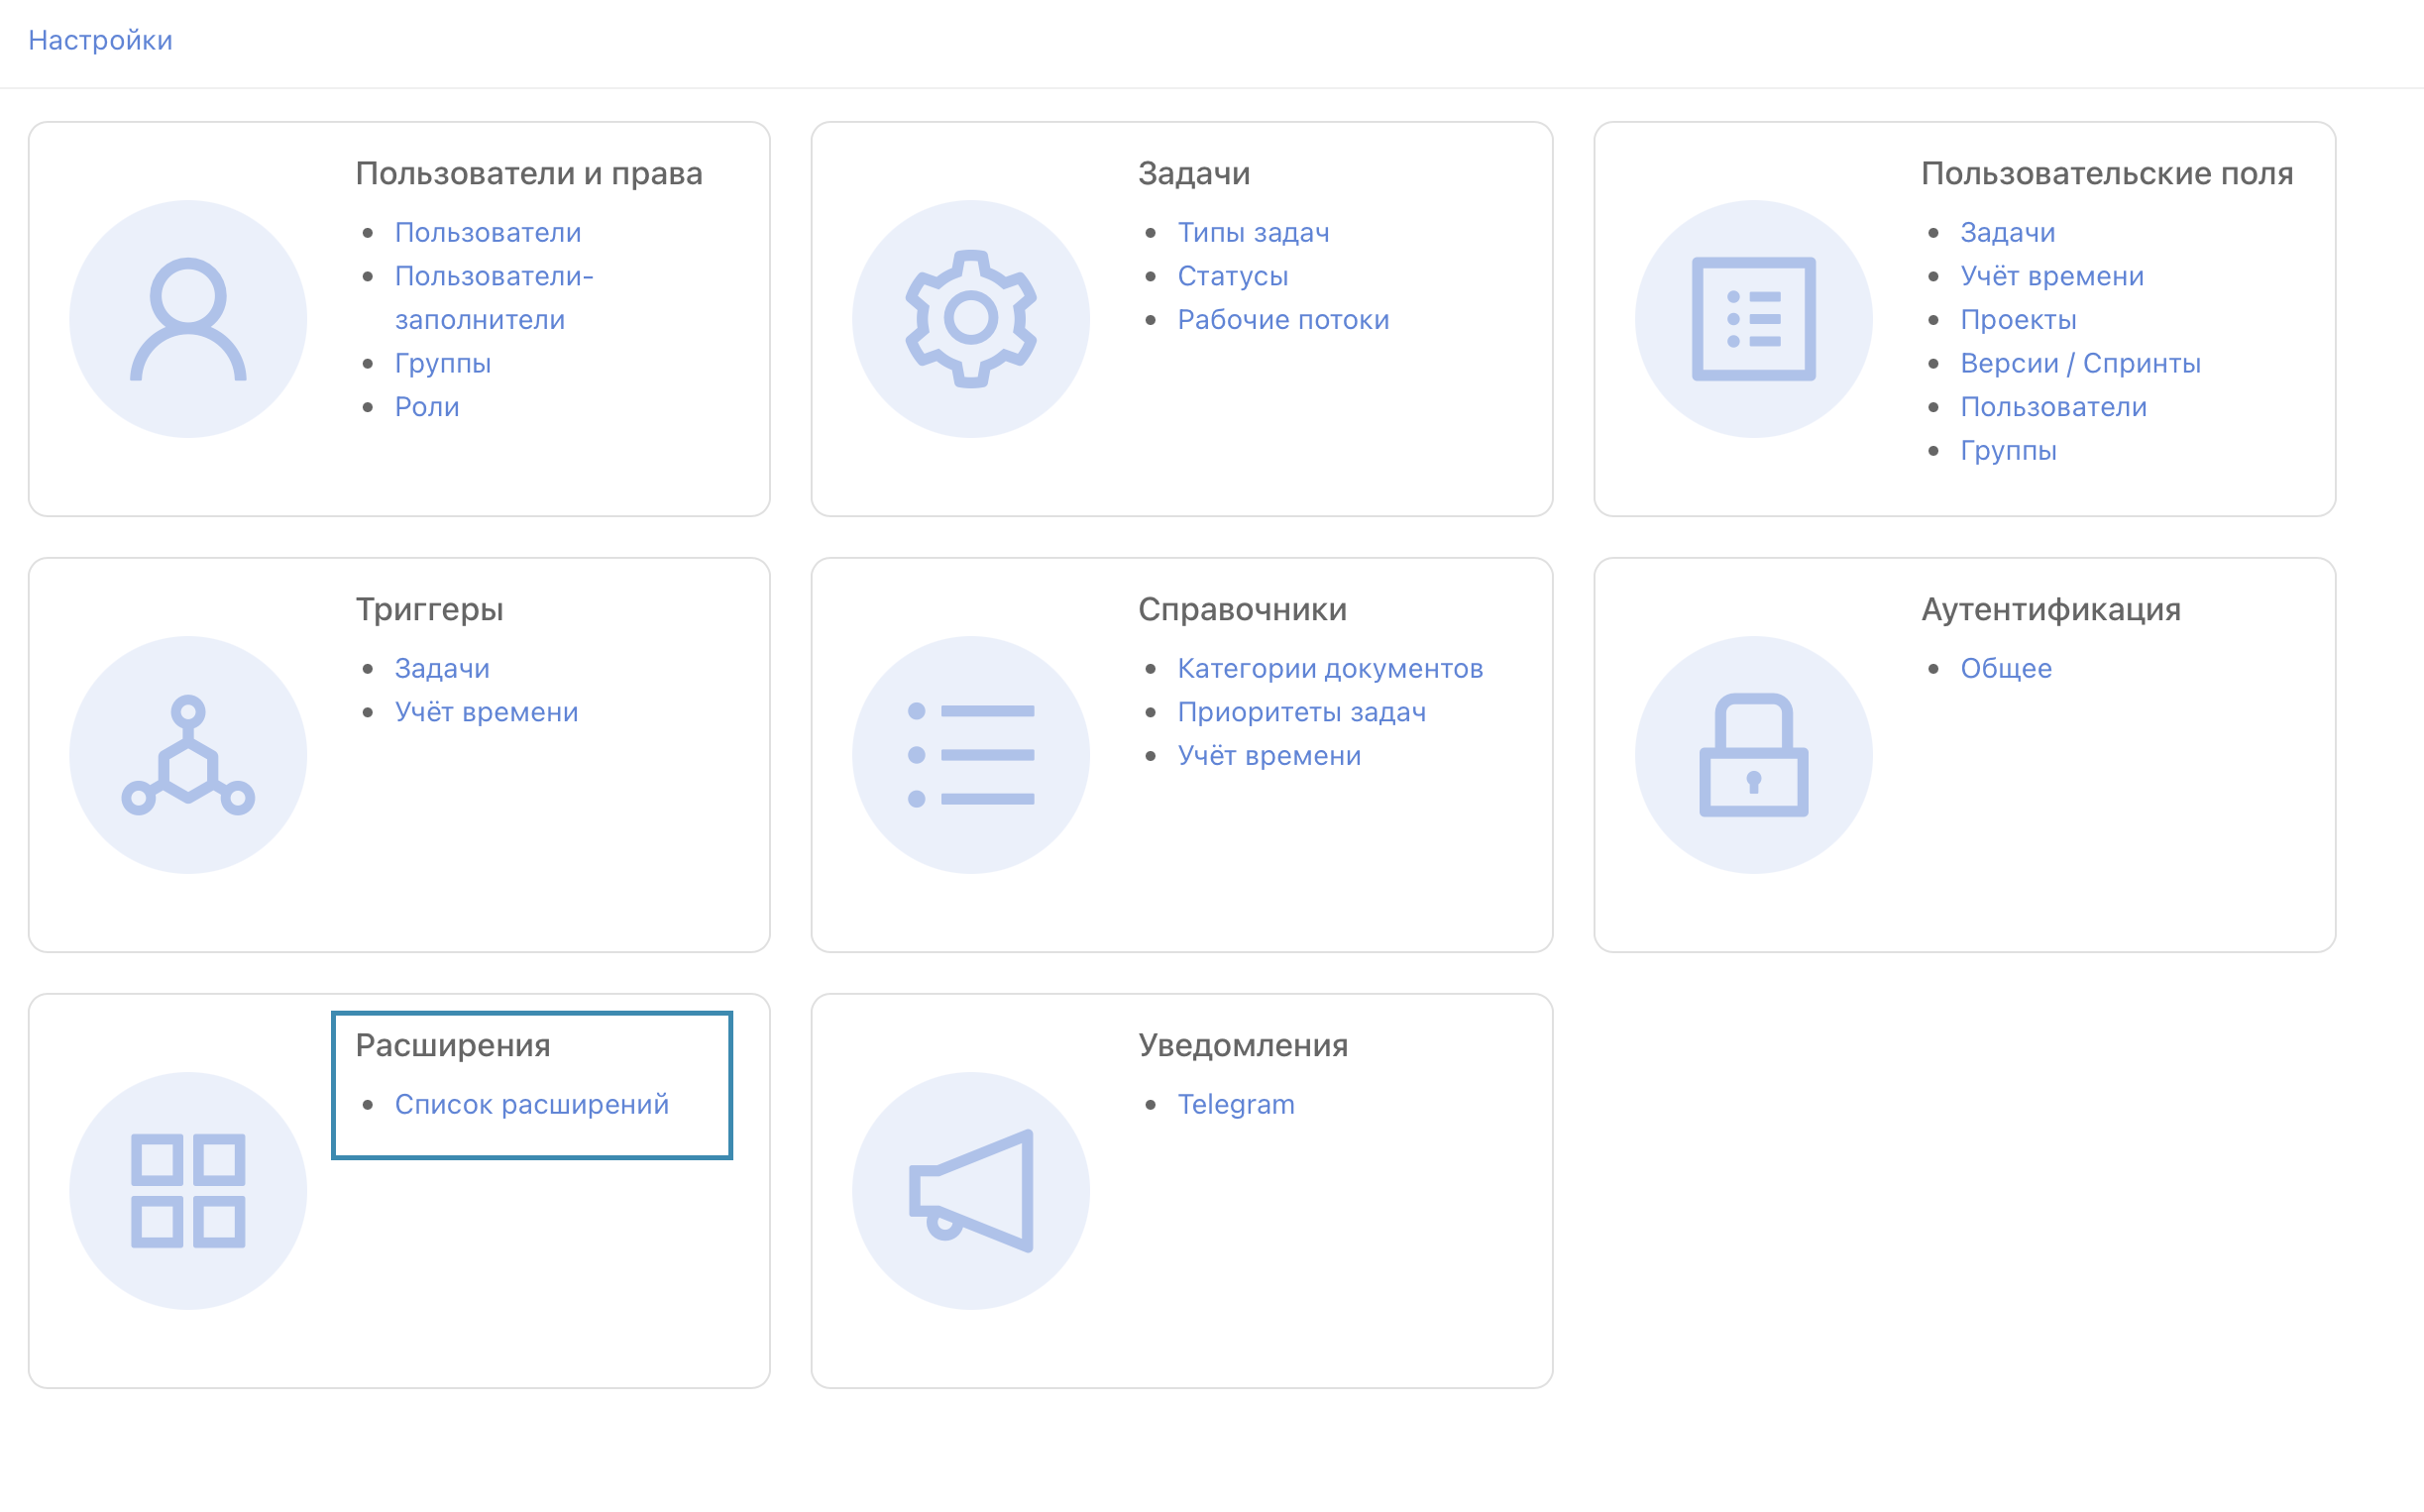 Настройки
Пользователи и права
Пользователи
Пользователи-
заполнители
Группы
Роли
Задачи
Типы задач
Статусы
Рабочие потоки
Пользовательские поля
Задачи
Учёт времени
Проекты
Версии / Спринты
Пользователи
Группы
Триггеры
Задачи
Учёт времени
Справочники
Категории документов
Приоритеты задач
Учёт времени
Аутентификация
Общее
Расширения
Список расширений
Уведомления
Telegram